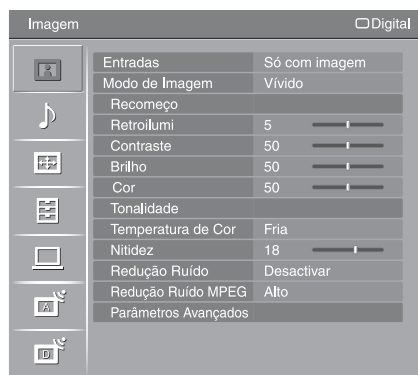 Imagem Digital
Entradas Só com imagem
Modo de Imagem Vívido
Recomeço
Retroilumi 5
Contraste 50
Brilho 50
Cor 50
Tonalidade
Temperatura de Cor Fria
Nitidez 18
Redução Ruído Desactivar
Redução Ruído MPEG Alto
Parâmetros Avançados
A
D